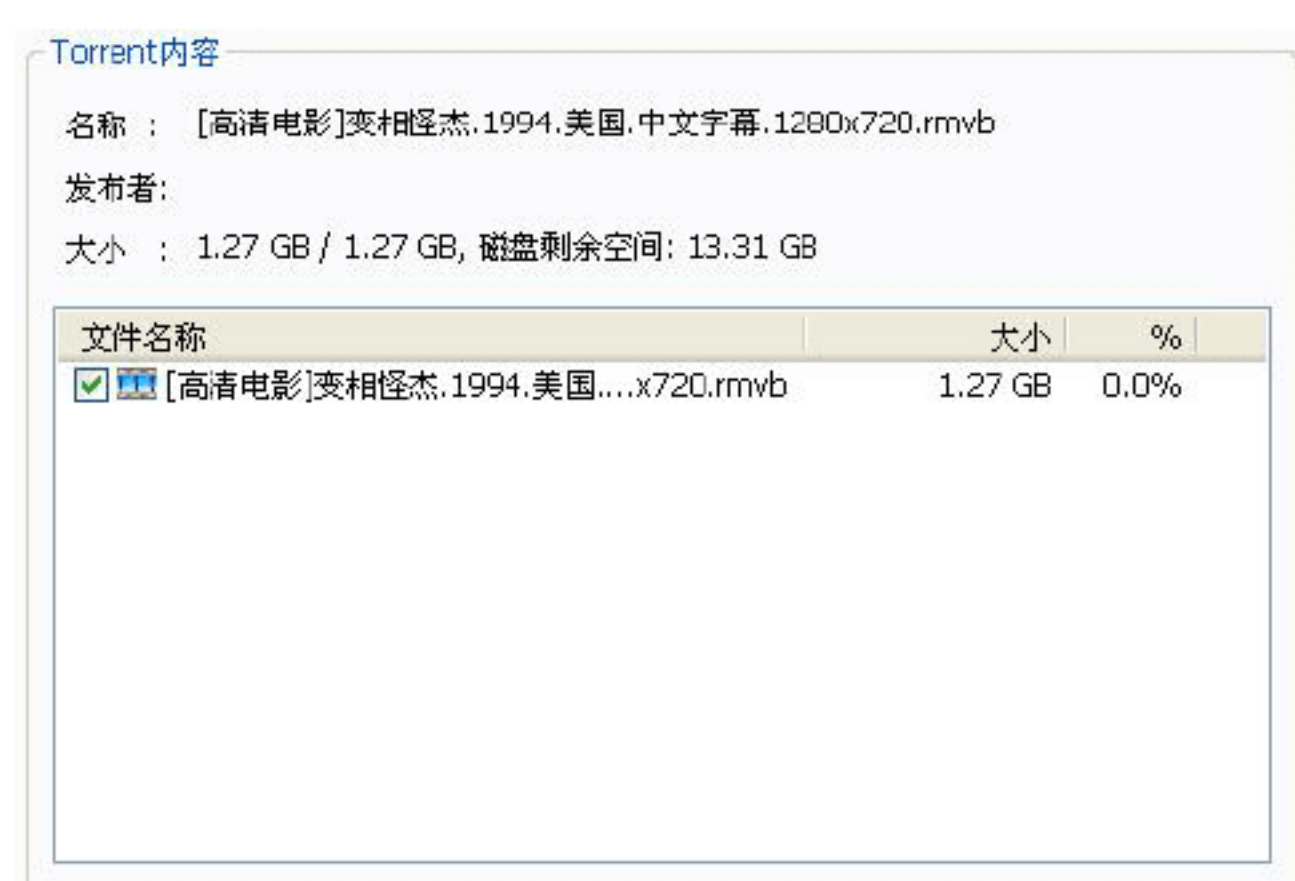 Torrent内容
名称 : [高清电影]变相怪杰.1994.美国.中文字幕.1280x720.rmvb
发布者:
大小 : 1.27 GB / 1.27 GB, 磁盘剩余空间: 13.31 GB
文件名称 大小 %
[高清电影]变相怪杰.1994.美国....x720.rmvb 1.27 GB 0.0%